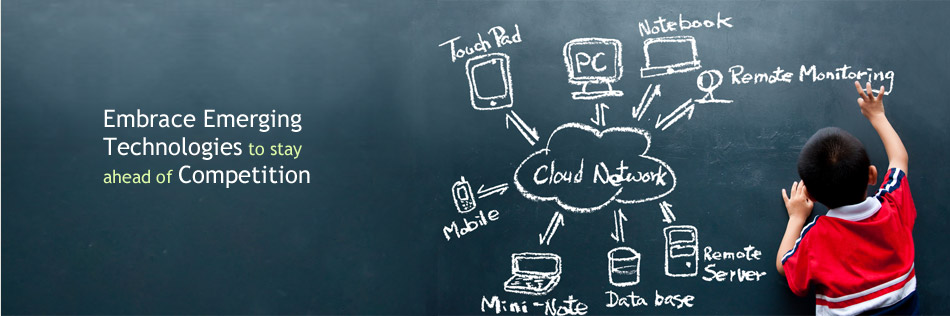 Embrace Emerging
Technologies to stay
ahead of Competition
Notebook
Touch Pad
PC
Remote Monitoring
Cloud Network
Mobile
Remote
Server
Mini-Note
Data base